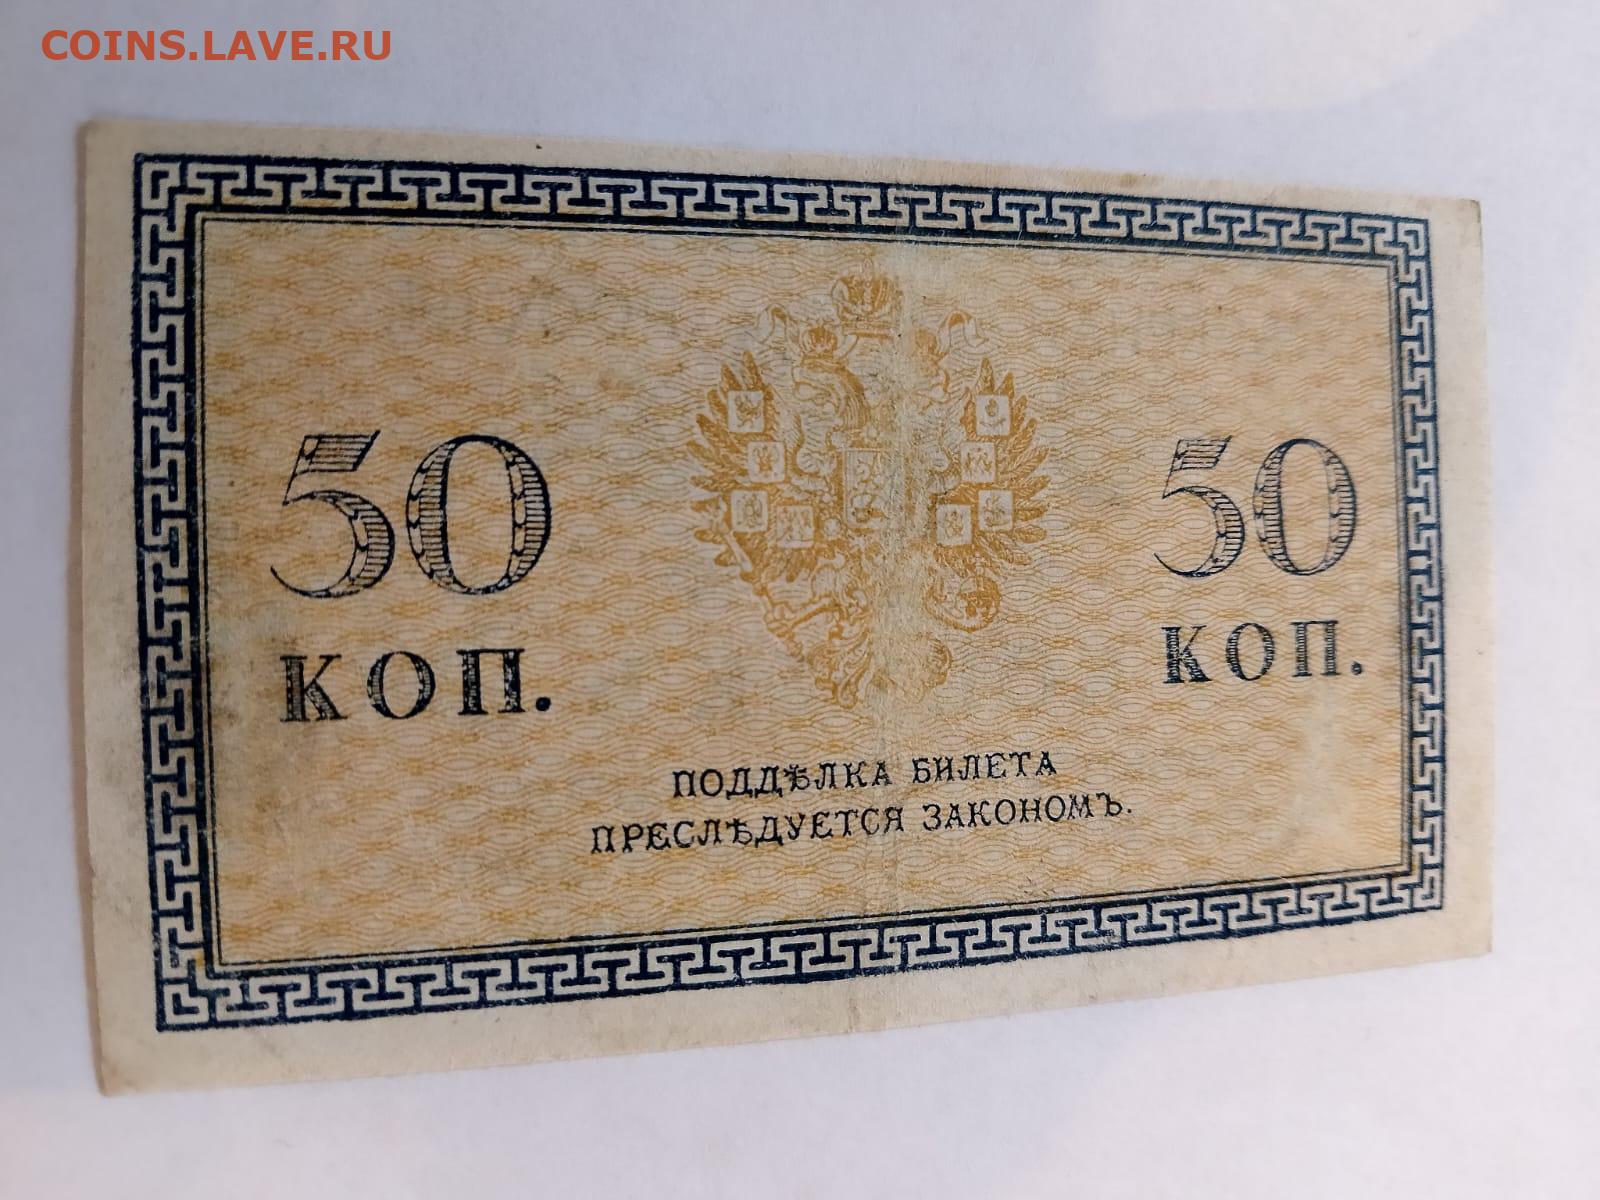 COINS.LAVE.RU
50
КОП.
50
КОП.
ПОДДѢЛКА БИЛЕТА
ПРЕСЛѢДУЕТСЯ ЗАКОНОМЪ.